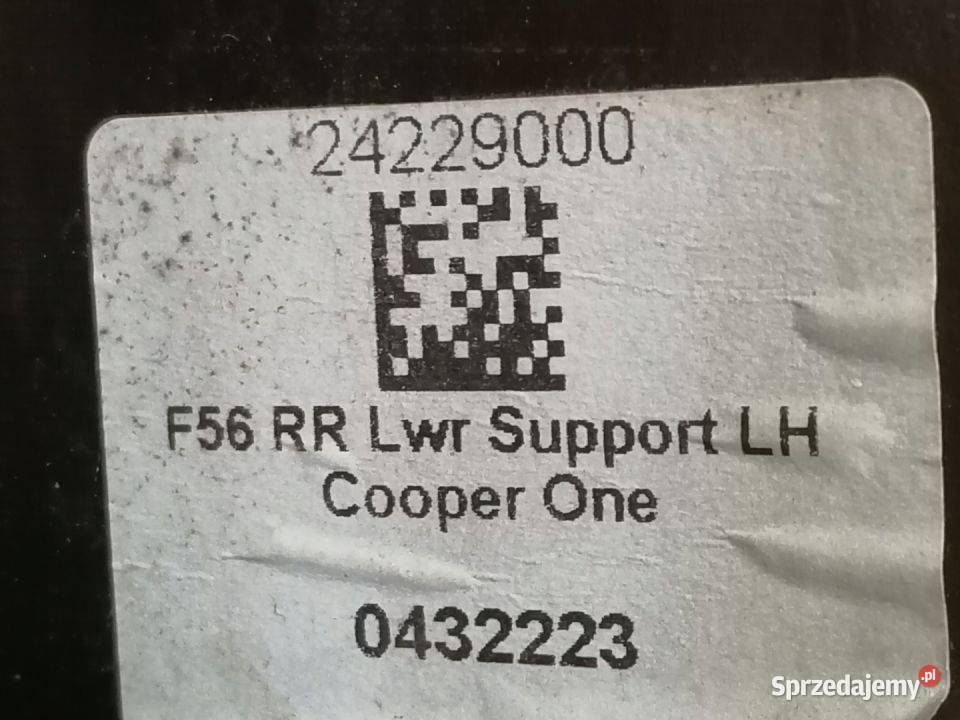 24229000
F56 RR Lwr Support LH
Cooper One
0432223
Sprzedajemy.pl